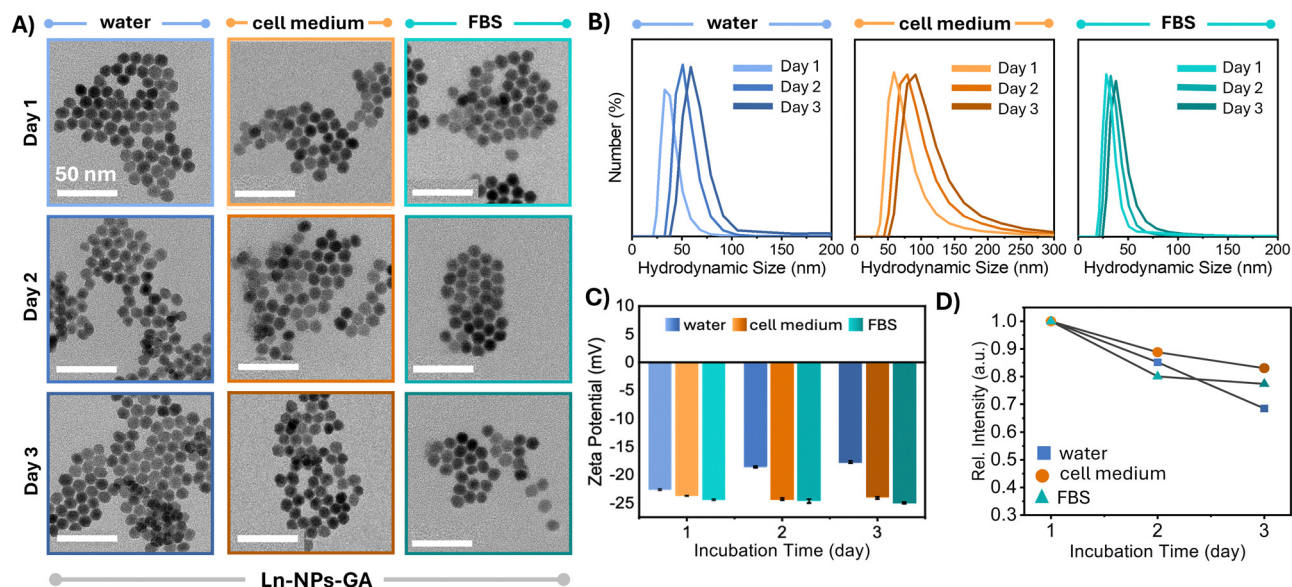 A)
water
cell medium
FBS
Day 1
50 nm
Day 2
Day 3
Ln-NPs-GA
B)
water
cell medium
FBS
Number (%)
Day 1
Day 2
Day 3
0 50 100 150 200
Hydrodynamic Size (nm)
Day 1
Day 2
Day 3
0 50 100 150 200 250 300
Hydrodynamic Size (nm)
Day 1
Day 2
Day 3
0 50 100 150 200
Hydrodynamic Size (nm)
C)
Zeta Potential (mV)
10
5
0
-5
-10
-15
-20
-25
water cell medium FBS
1 2 3
Incubation Time (day)
D)
Rel. Intensity (a.u.)
1.0
0.9
0.8
0.7
0.6
0.5
0.4
0.3
water
cell medium
FBS
1 2 3
Incubation Time (day)